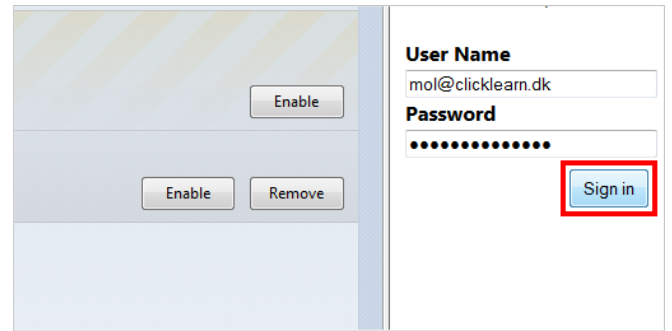 User Name
mol@clicklearn.dk
Enable
Password
••••••••••••••
Enable Remove
Sign in